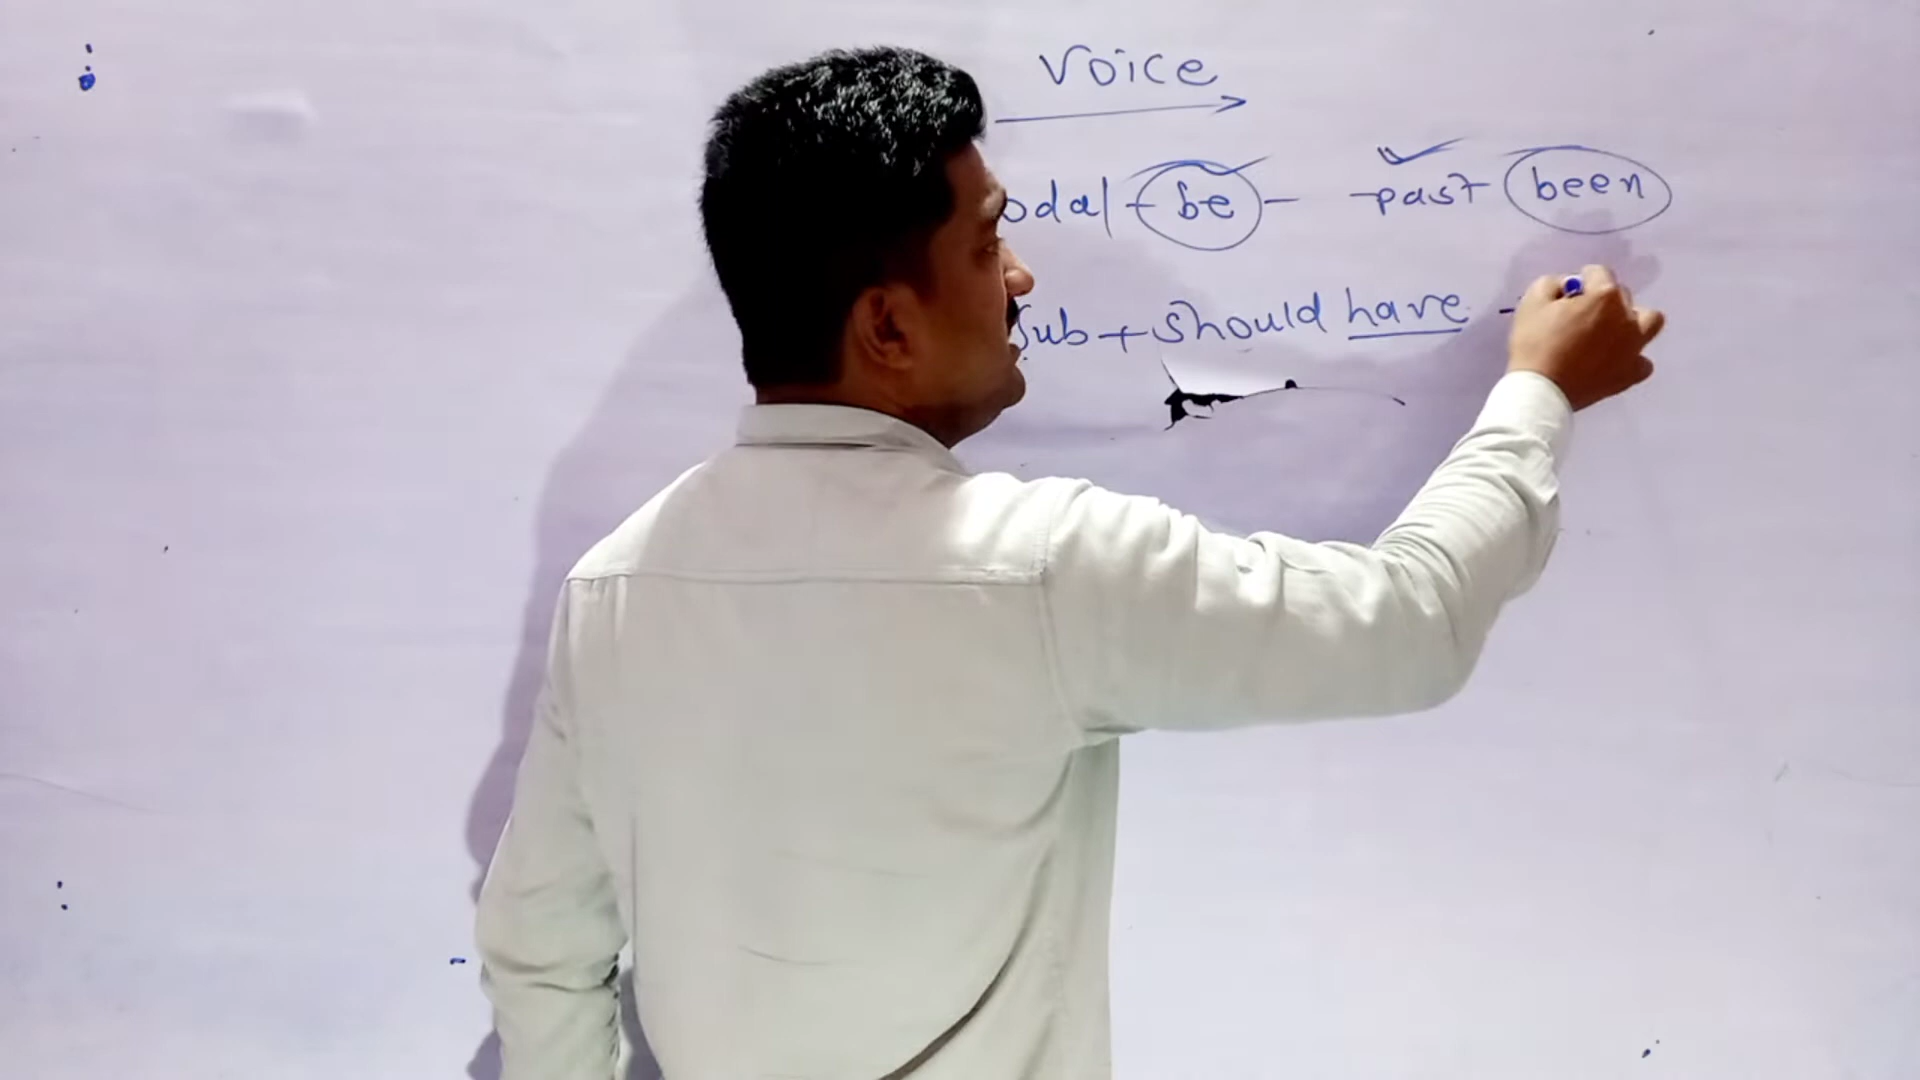 Voice
odal - be - past been
Sub + should have -